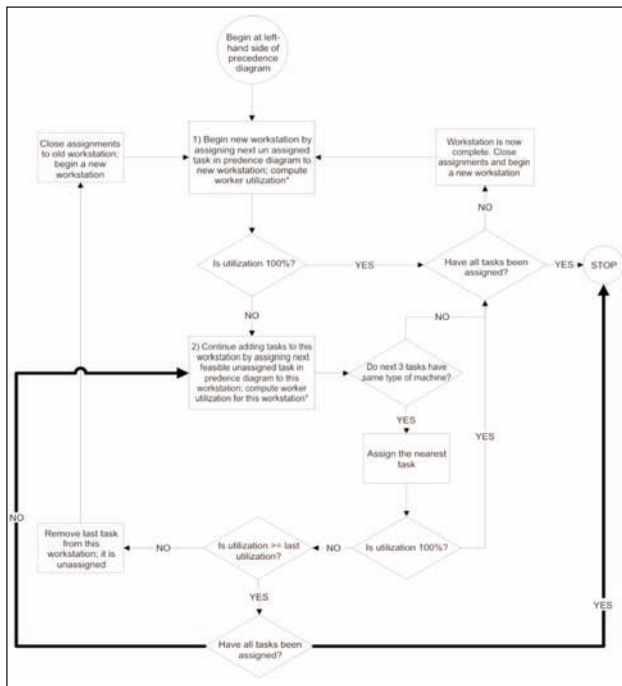 Begin at left-
hand side of
precedence
diagram
Close assignments
to old workstation;
begin a new
workstation
1) Begin new workstation by
assigning next un assigned
task in predence diagram to
new workstation; compute
worker utilization*
Workstation is now
complete. Close
assignments and begin
a new workstation
NO
Is utilization 100%?
YES
Have all tasks been
assigned?
YES
STOP
NO
NO
2) Continue adding tasks to this
workstation by assigning next
feasible unassigned task in
predence diagram to this
workstation; compute worker
utilization for this workstation*
Do next 3 tasks have
same type of machine?
YES
YES
Assign the nearest
task
NO
Remove last task
from this
workstation; it is
unassigned
NO
Is utilization >= last
utilization?
NO
Is utilization 100%?
YES
YES
Have all tasks been
assigned?